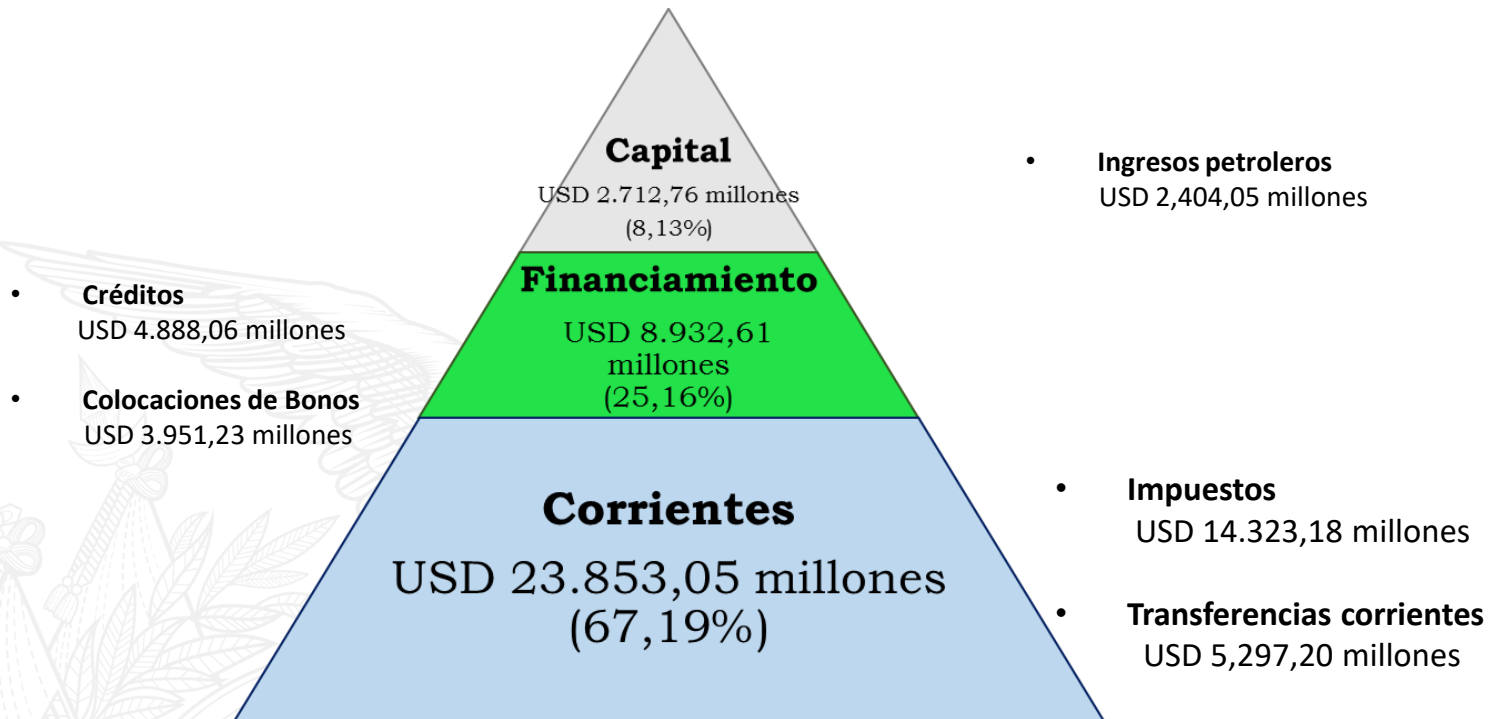 Capital
USD 2.712,76 millones
(8,13%)
• Ingresos petroleros
USD 2,404,05 millones
Financiamiento
USD 8.932,61
millones
(25,16%)
• Créditos
USD 4.888,06 millones
• Colocaciones de Bonos
USD 3.951,23 millones
Corrientes
USD 23.853,05 millones
(67,19%)
• Impuestos
USD 14.323,18 millones
• Transferencias corrientes
USD 5,297,20 millones